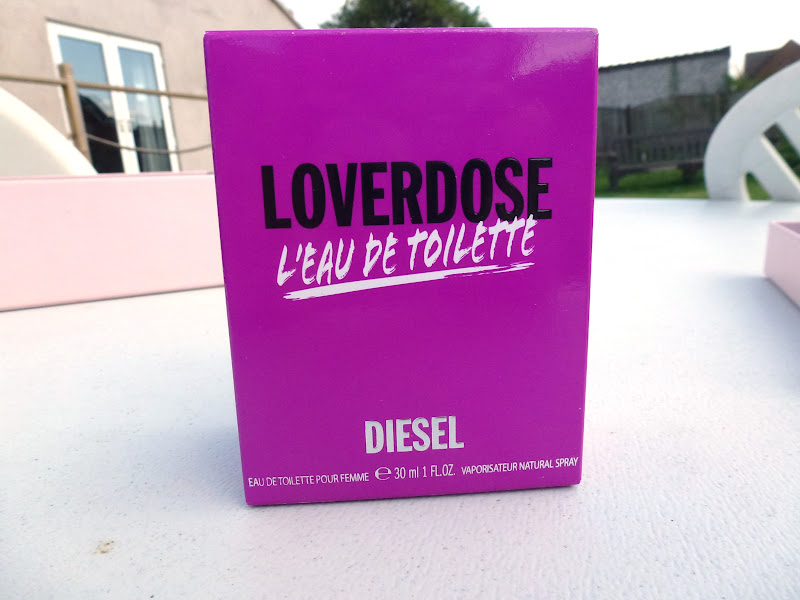 LOVERDOSE
L'EAU DE TOILETTE
DIESEL
EAU DE TOILETTE POUR FEMME ℮ 30 ml 1 FL.OZ. VAPORISATEUR NATURAL SPRAY